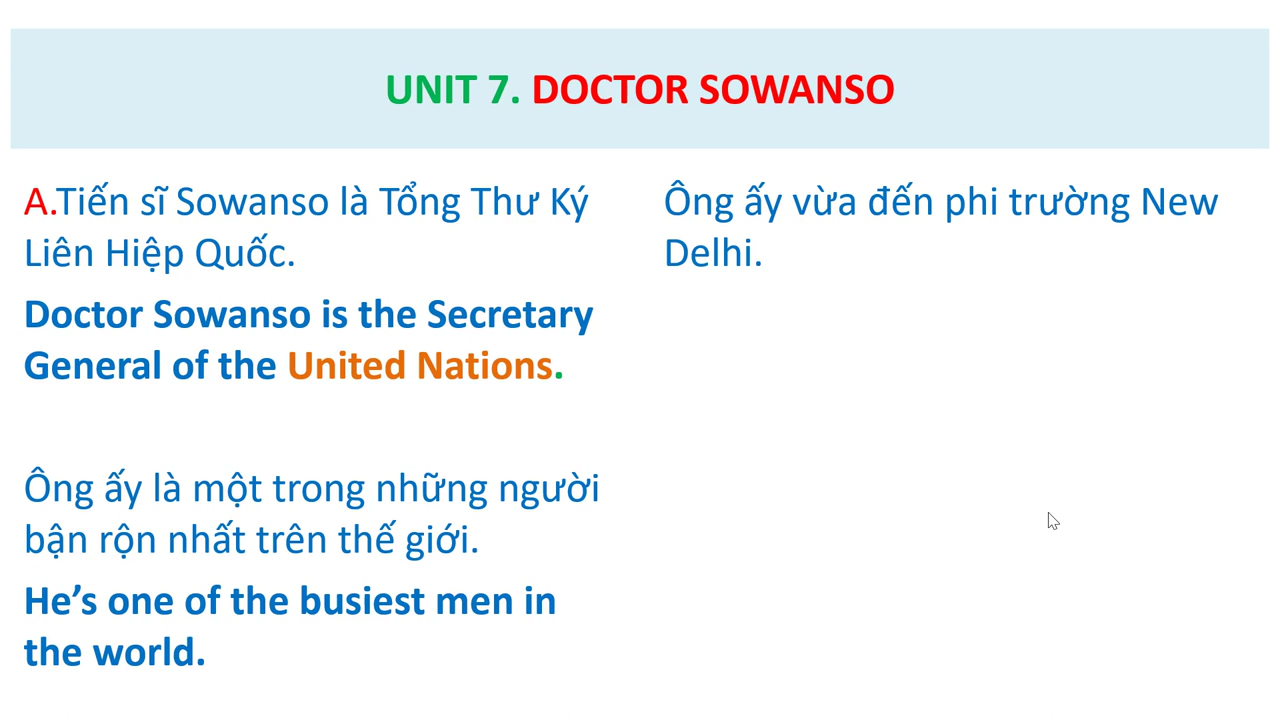 UNIT 7. DOCTOR SOWANSO
A.Tiến sĩ Sowanso là Tổng Thư Ký
Liên Hiệp Quốc.
Doctor Sowanso is the Secretary
General of the United Nations.
Ông ấy là một trong những người
bận rộn nhất trên thế giới.
He’s one of the busiest men in
the world.
Ông ấy vừa đến phi trường New
Delhi.